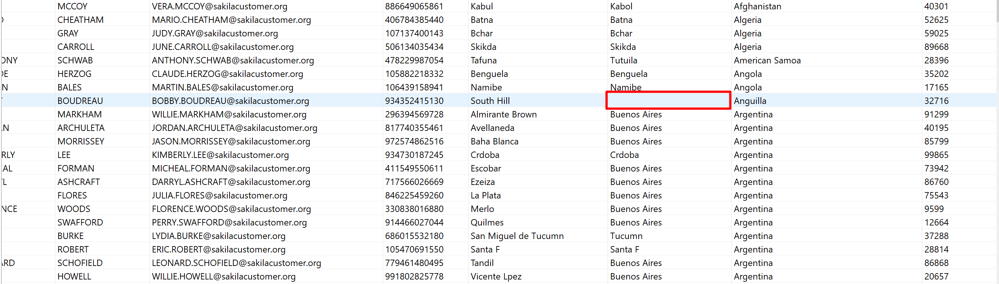 MCCOY VERA.MCCOY@sakilacustomer.org 886649065861 Kabul Kabol Afghanistan 40301
CHEATHAM MARIO.CHEATHAM@sakilacustomer.org 406784385440 Batna Batna Algeria 52625
GRAY JUDY.GRAY@sakilacustomer.org 107137400143 Bchar Bchar Algeria 59025
CARROLL JUNE.CARROLL@sakilacustomer.org 506134035434 Skikda Skikda Algeria 89668
ONY SCHWAB ANTHONY.SCHWAB@sakilacustomer.org 478229987054 Tafuna Tutuila American Samoa 28396
DE HERZOG CLAUDE.HERZOG@sakilacustomer.org 105882218332 Benguela Benguela Angola 35202
N BALES MARTIN.BALES@sakilacustomer.org 106439158941 Namibe Namibe Angola 17165
BOUDREAU BOBBY.BOUDREAU@sakilacustomer.org 934352415130 South Hill Anguilla 32716
MARKHAM WILLIE.MARKHAM@sakilacustomer.org 296394569728 Almirante Brown Buenos Aires Argentina 91299
AN ARCHULETA JORDAN.ARCHULETA@sakilacustomer.org 817740355461 Avellaneda Buenos Aires Argentina 40195
MORRISSEY JASON.MORRISSEY@sakilacustomer.org 972574862516 Baha Blanca Buenos Aires Argentina 85799
RLY LEE KIMBERLY.LEE@sakilacustomer.org 934730187245 Crdoba Crdoba Argentina 99865
EAL FORMAN MICHEAL.FORMAN@sakilacustomer.org 411549550611 Escobar Buenos Aires Argentina 73942
L ASHCRAFT DARRYL.ASHCRAFT@sakilacustomer.org 717566026669 Ezeiza Buenos Aires Argentina 86760
FLORES JULIA.FLORES@sakilacustomer.org 846225459260 La Plata Buenos Aires Argentina 75543
NCE WOODS FLORENCE.WOODS@sakilacustomer.org 330838016880 Merlo Buenos Aires Argentina 9599
SWAFFORD PERRY.SWAFFORD@sakilacustomer.org 914466027044 Quilmes Buenos Aires Argentina 12664
BURKE LYDIA.BURKE@sakilacustomer.org 686015532180 San Miguel de Tucumn Tucumn Argentina 37288
ROBERT ERIC.ROBERT@sakilacustomer.org 105470691550 Santa F Santa F Argentina 28814
ARD SCHOFIELD LEONARD.SCHOFIELD@sakilacustomer.org 779461480495 Tandil Buenos Aires Argentina 86868
HOWELL WILLIE.HOWELL@sakilacustomer.org 991802825778 Vicente Lpez Buenos Aires Argentina 20657